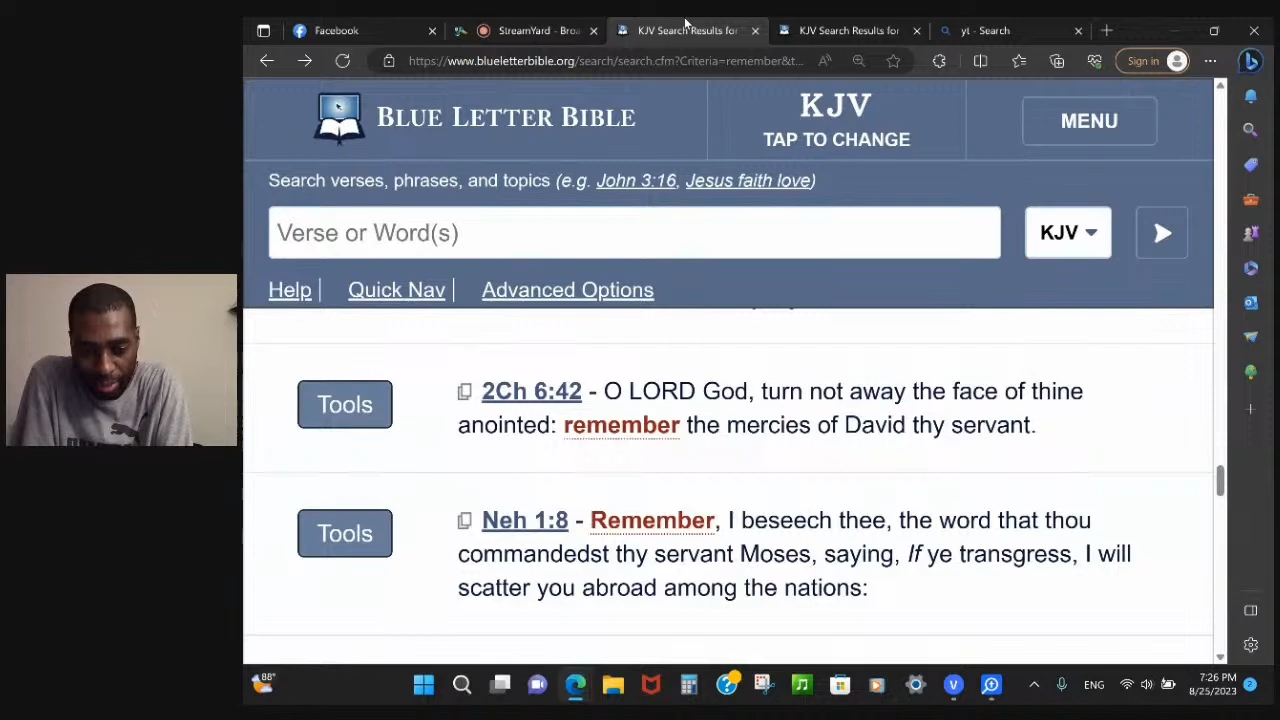 Facebook
StreamYard - Broa
KJV Search Results for
KJV Search Results for
yt - Search
https://www.blueletterbible.org/search/search.cfm?Criteria=remember&t...
Sign in
BLUE LETTER BIBLE
KJV
TAP TO CHANGE
MENU
Search verses, phrases, and topics (e.g. John 3:16, Jesus faith love)
Verse or Word(s)
KJV
Help | Quick Nav | Advanced Options
Tools
2Ch 6:42 - O LORD God, turn not away the face of thine
anointed: remember the mercies of David thy servant.
Tools
Neh 1:8 - Remember, I beseech thee, the word that thou
commandedst thy servant Moses, saying, If ye transgress, I will
scatter you abroad among the nations:
88°
ENG
7:26 PM
8/25/2023